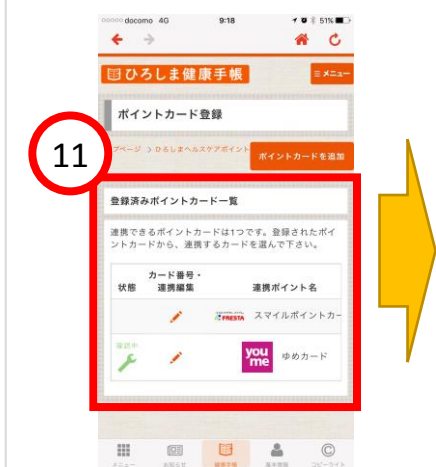 docomo 4G 9:18 51%
ひろしま健康手帳
≡ メニュー
ポイントカード登録
プページ > ひろしまヘルスケアポイント
ポイントカードを追加
11
登録済みポイントカード一覧
連携できるポイントカードは1つです。登録されたポイ
ントカードから、連携するカードを選んで下さい。
カード番号・
状態 連携編集 連携ポイント名
FRESTA スマイルポイントカー
確認中
you
me ゆめカード
メニュー お知らせ 健康手帳 基本情報 コピーライト